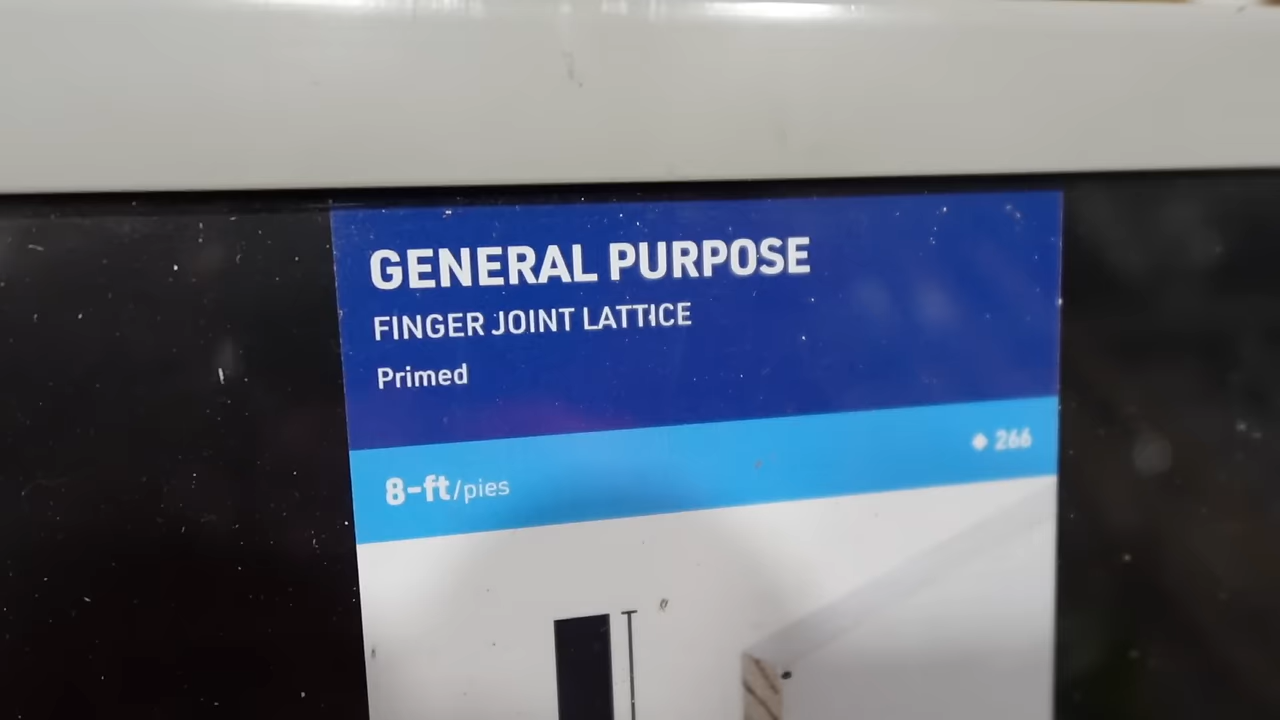 GENERAL PURPOSE
FINGER JOINT LATTICE
Primed
8-ft/pies
◆ 266